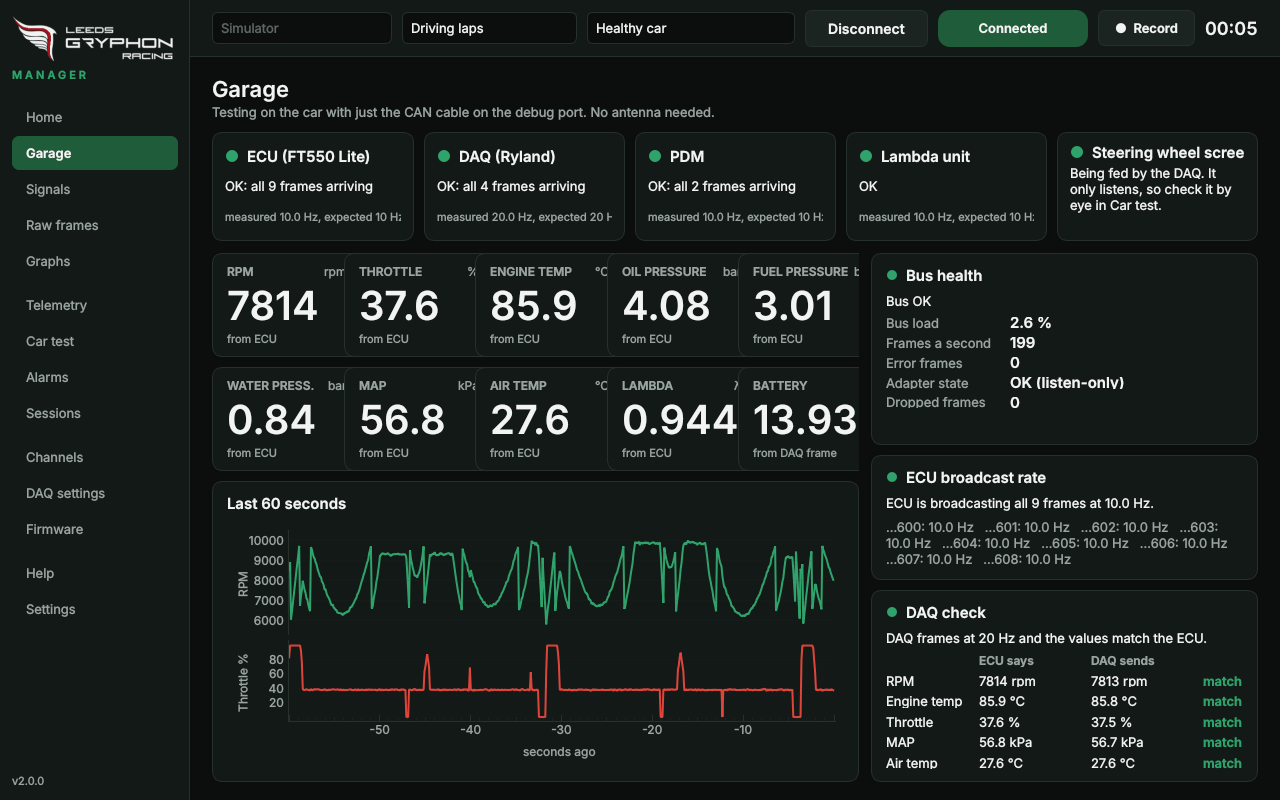 LEEDS
GRYPHON
RACING
MANAGER
Simulator
Driving laps
Healthy car
Disconnect
Connected
Record
00:05
Home
Garage
Signals
Raw frames
Graphs
Telemetry
Car test
Alarms
Sessions
Channels
DAQ settings
Firmware
Help
Settings
v2.0.0
Garage
Testing on the car with just the CAN cable on the debug port. No antenna needed.
ECU (FT550 Lite)
OK: all 9 frames arriving
measured 10.0 Hz, expected 10 Hz
DAQ (Ryland)
OK: all 4 frames arriving
measured 20.0 Hz, expected 20 H
PDM
OK: all 2 frames arriving
measured 10.0 Hz, expected 10 H
Lambda unit
OK
measured 10.0 Hz, expected 10 H
Steering wheel scree
Being fed by the DAQ. It
only listens, so check it by
eye in Car test.
RPM rpm
7814
from ECU
THROTTLE %
37.6
from ECU
ENGINE TEMP °C
85.9
from ECU
OIL PRESSURE ba
4.08
from ECU
FUEL PRESSURE b
3.01
from ECU
WATER PRESS. bar
0.84
from ECU
MAP kPa
56.8
from ECU
AIR TEMP °C
27.6
from ECU
LAMBDA
0.944
from ECU
BATTERY
13.93
from DAQ frame
Last 60 seconds
RPM
10000
9000
8000
7000
6000
Throttle %
80
60
40
20
-50 -40 -30 -20 -10
seconds ago
Bus health
Bus OK
Bus load 2.6 %
Frames a second 199
Error frames 0
Adapter state OK (listen-only)
Dropped frames 0
ECU broadcast rate
ECU is broadcasting all 9 frames at 10.0 Hz.
...600: 10.0 Hz ...601: 10.0 Hz ...602: 10.0 Hz ...603:
10.0 Hz ...604: 10.0 Hz ...605: 10.0 Hz ...606: 10.0 Hz
...607: 10.0 Hz ...608: 10.0 Hz
DAQ check
DAQ frames at 20 Hz and the values match the ECU.
ECU says DAQ sends
RPM 7814 rpm 7813 rpm match
Engine temp 85.9 °C 85.8 °C match
Throttle 37.6 % 37.5 % match
MAP 56.8 kPa 56.7 kPa match
Air temp 27.6 °C 27.6 °C match